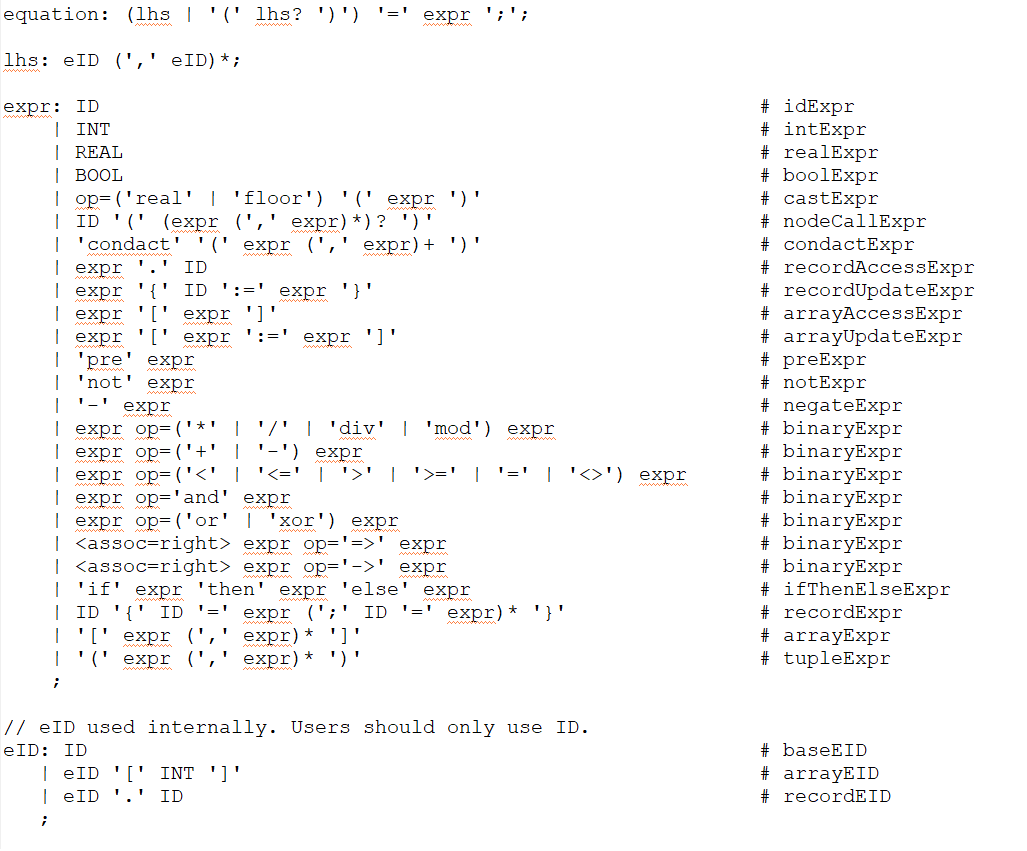 equation: (lhs | '(' lhs? ')') '=' expr ';';
lhs: eID (',' eID)*;
expr: ID # idExpr
| INT # intExpr
| REAL # realExpr
| BOOL # boolExpr
| op=('real' | 'floor') '(' expr ')' # castExpr
| ID '(' (expr (',' expr)*)? ')' # nodeCallExpr
| 'condact' '(' expr (',' expr)+ ')' # condactExpr
| expr '.' ID # recordAccessExpr
| expr '{' ID ':=' expr '}' # recordUpdateExpr
| expr '[' expr ']' # arrayAccessExpr
| expr '[' expr ':=' expr ']' # arrayUpdateExpr
| 'pre' expr # preExpr
| 'not' expr # notExpr
| '-' expr # negateExpr
| expr op=('*' | '/' | 'div' | 'mod') expr # binaryExpr
| expr op=('+' | '-') expr # binaryExpr
| expr op=('<' | '<=' | '>' | '>=' | '=' | '<>') expr # binaryExpr
| expr op='and' expr # binaryExpr
| expr op=('or' | 'xor') expr # binaryExpr
| <assoc=right> expr op='=>' expr # binaryExpr
| <assoc=right> expr op='->' expr # binaryExpr
| 'if' expr 'then' expr 'else' expr # ifThenElseExpr
| ID '{' ID '=' expr (';' ID '=' expr)* '}' # recordExpr
| '[' expr (',' expr)* ']' # arrayExpr
| '(' expr (',' expr)* ')' # tupleExpr
;
// eID used internally. Users should only use ID.
eID: ID # baseEID
| eID '[' INT ']' # arrayEID
| eID '.' ID # recordEID
;